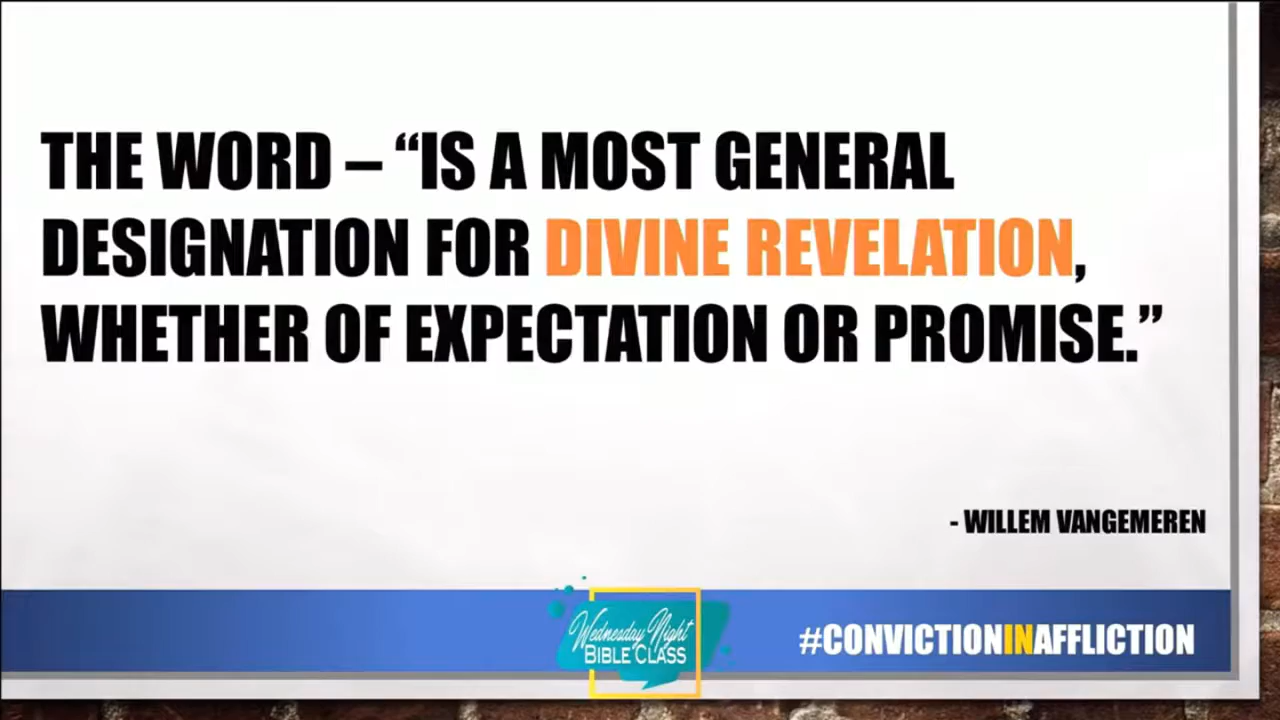 THE WORD – “IS A MOST GENERAL
DESIGNATION FOR DIVINE REVELATION,
WHETHER OF EXPECTATION OR PROMISE.”
- WILLEM VANGEMEREN
Wednesday Night
BIBLE CLASS
#CONVICTIONINAFFLICTION